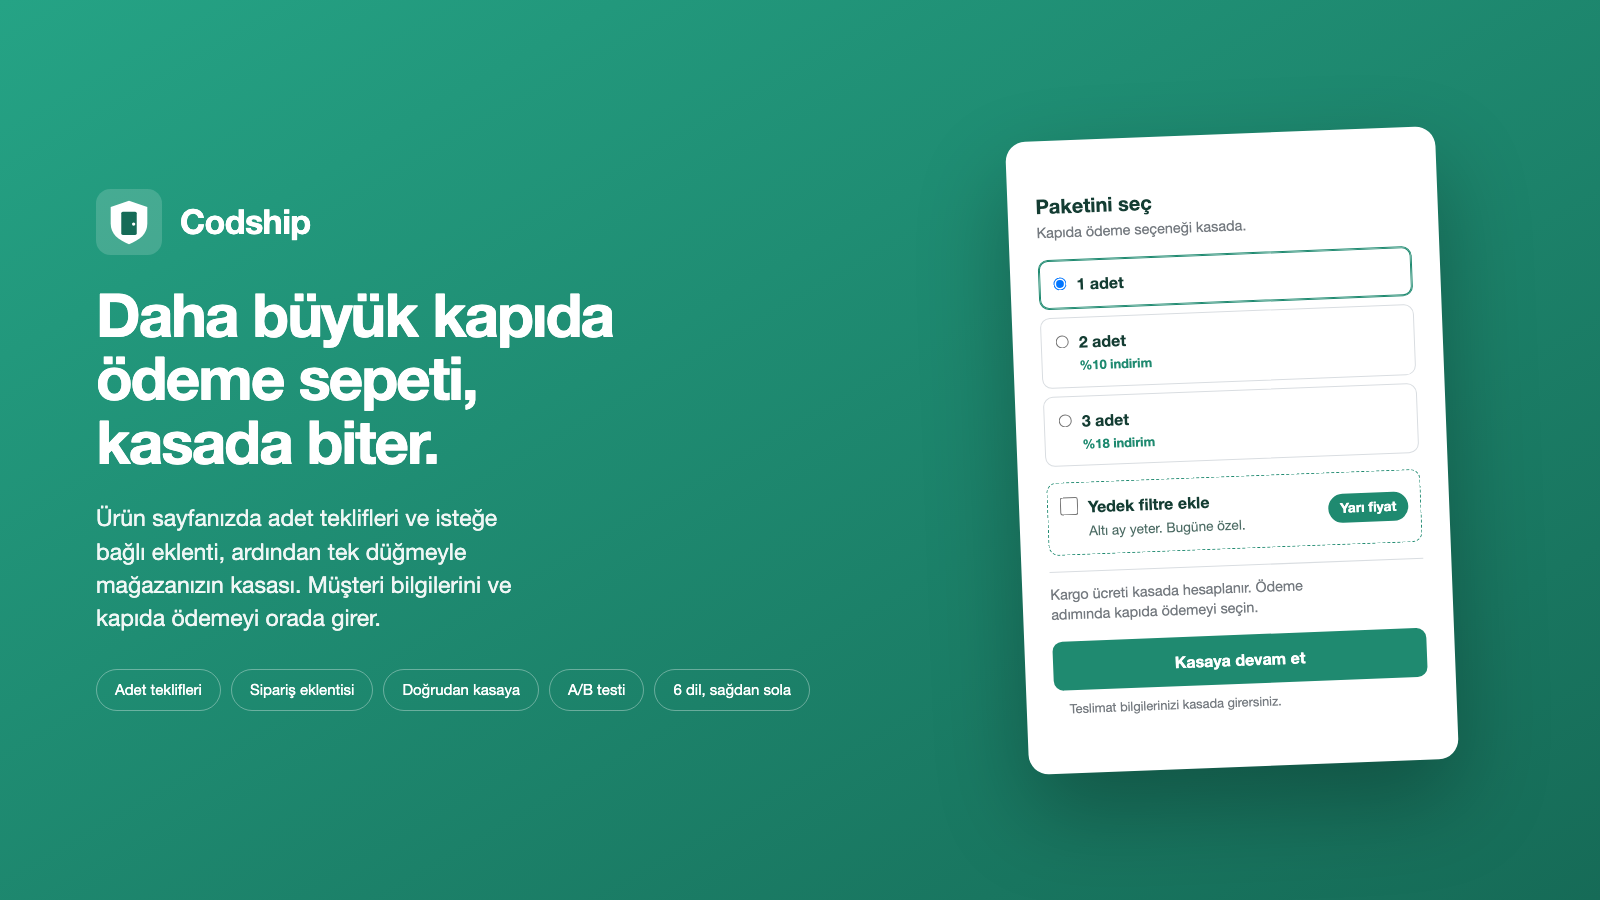 Codship
Daha büyük kapıda
ödeme sepeti,
kasada biter.
Ürün sayfanızda adet teklifleri ve isteğe
bağlı eklenti, ardından tek düğmeyle
mağazanızın kasası. Müşteri bilgilerini ve
kapıda ödemeyi orada girer.
Adet teklifleri
Sipariş eklentisi
Doğrudan kasaya
A/B testi
6 dil, sağdan sola
Paketini seç
Kapıda ödeme seçeneği kasada.
1 adet
2 adet
%10 indirim
3 adet
%18 indirim
Yedek filtre ekle
Yarı fiyat
Altı ay yeter. Bugüne özel.
Kargo ücreti kasada hesaplanır. Ödeme
adımında kapıda ödemeyi seçin.
Kasaya devam et
Teslimat bilgilerinizi kasada girersiniz.